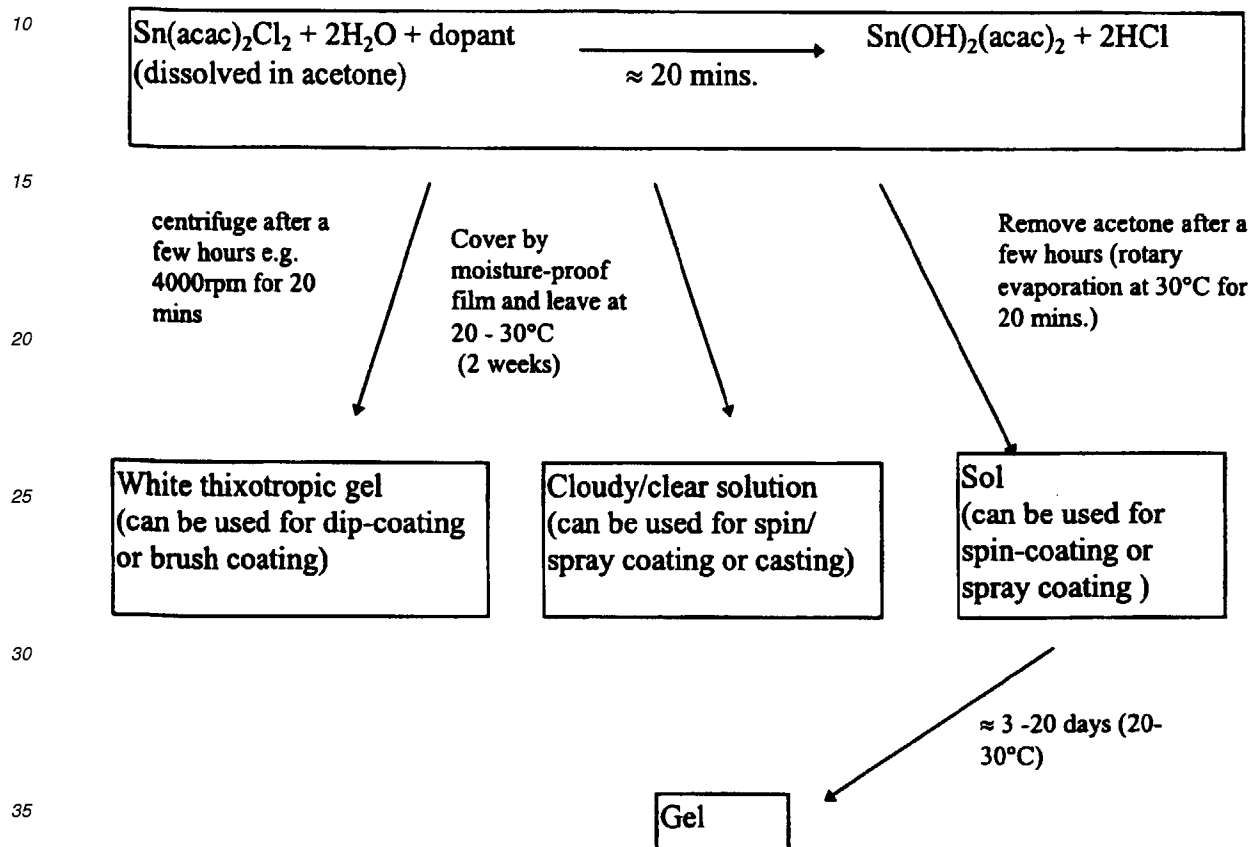 10
Sn(acac)₂Cl₂ + 2H₂O + dopant
(dissolved in acetone)
≈ 20 mins.
Sn(OH)₂(acac)₂ + 2HCl
15
centrifuge after a
few hours e.g.
4000rpm for 20
mins
Cover by
moisture-proof
film and leave at
20 - 30°C
(2 weeks)
Remove acetone after a
few hours (rotary
evaporation at 30°C for
20 mins.)
20
White thixotropic gel
(can be used for dip-coating
or brush coating)
Cloudy/clear solution
(can be used for spin/
spray coating or casting)
Sol
(can be used for
spin-coating or
spray coating )
25
30
≈ 3 -20 days (20-
30°C)
35
Gel